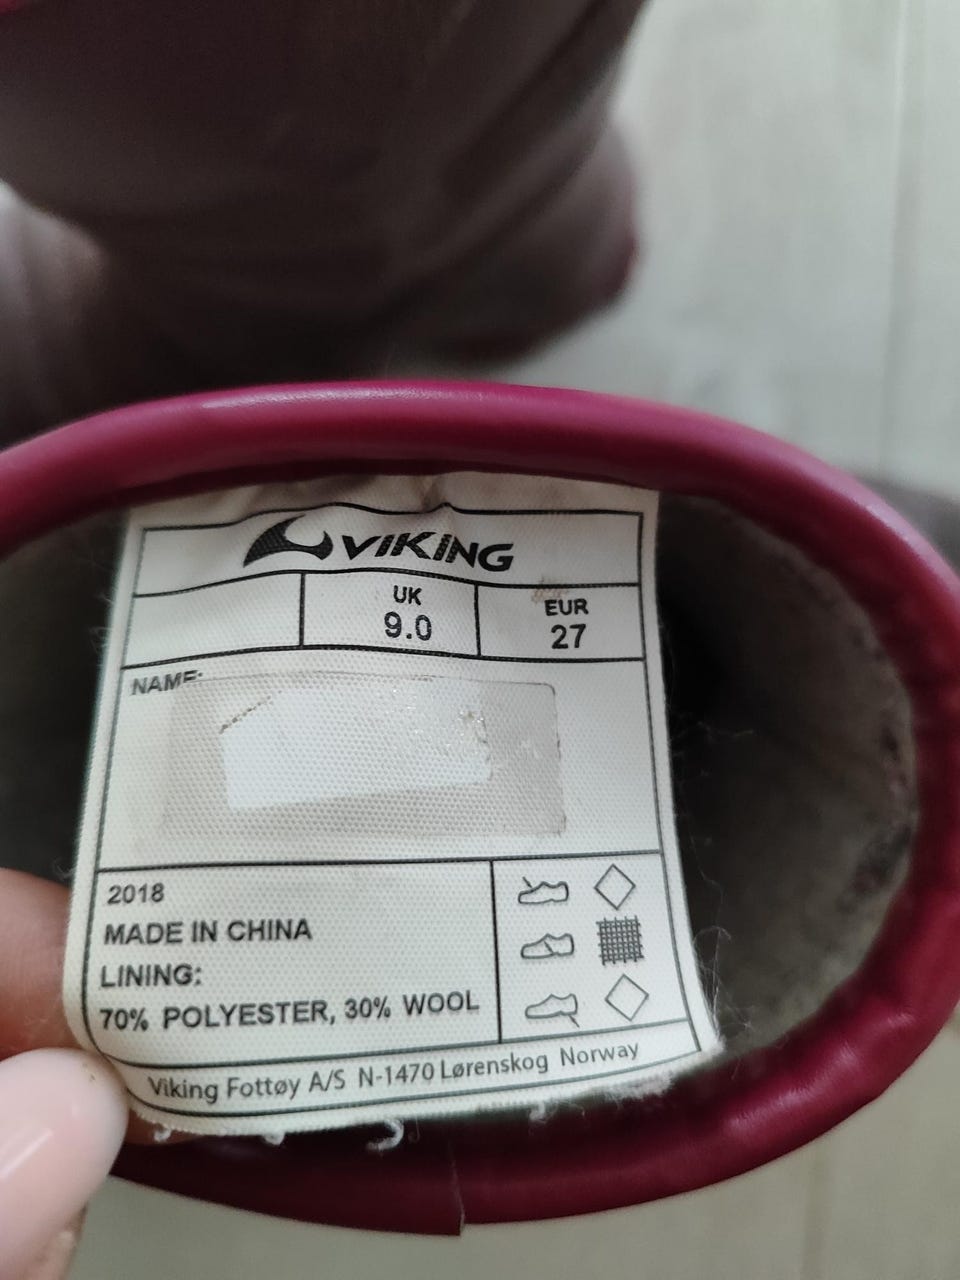 VIKING
UK
9.0
EUR
27
NAME:
2018
MADE IN CHINA
LINING:
70% POLYESTER, 30% WOOL
Viking Fottøy A/S N-1470 Lørenskog Norway